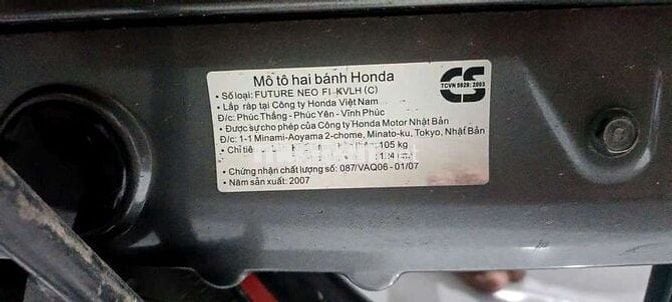 Mô tô hai bánh Honda
• Số loại: FUTURE NEO FI-KVLH (C)
• Lắp ráp tại Công ty Honda Việt Nam
Đ/c: Phúc Thắng - Phúc Yên - Vĩnh Phúc
• Được sự cho phép của Công ty Honda Motor Nhật Bản
Đ/c: 1-1 Minami-Aoyama 2-chome, Minato-ku, Tokyo, Nhật Bản
• Chỉ tiê 105 kg
• Chứng nhận chất lượng số: 087/VAQ06 - 01/07
• Năm sản xuất: 2007
CS
TCVN 5929: 2003